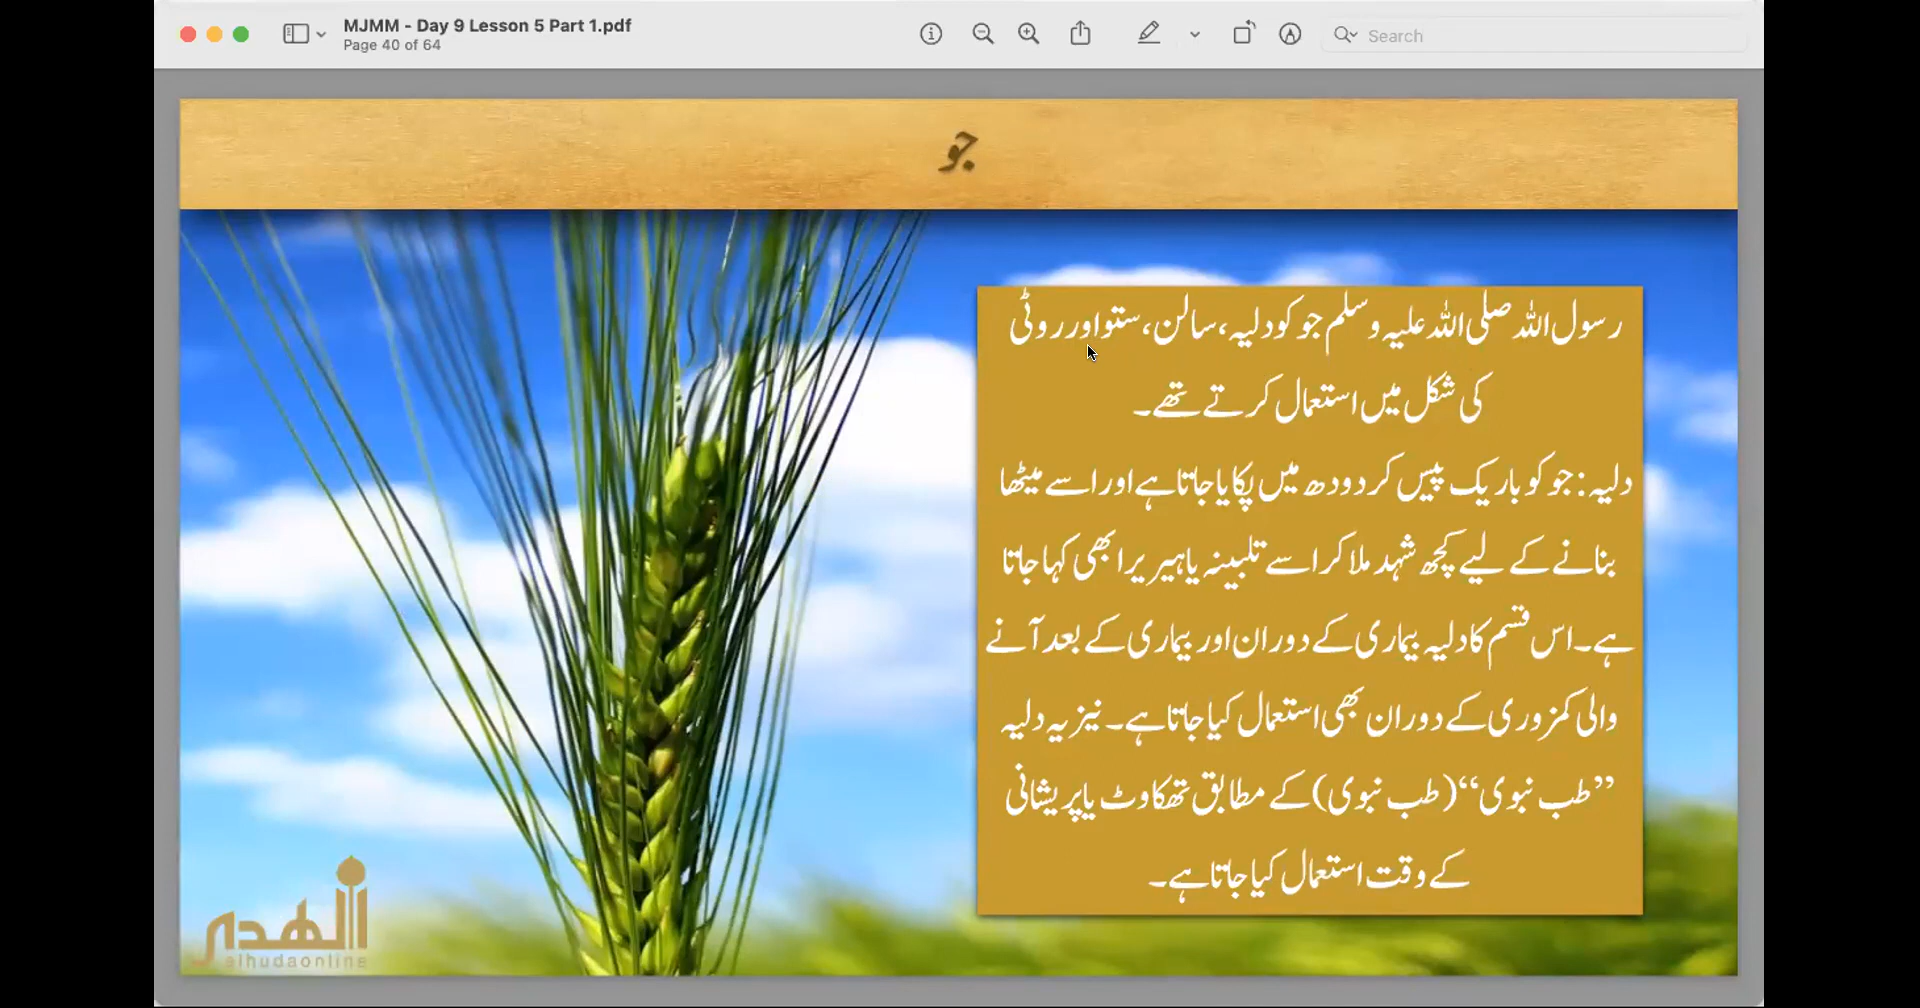 MJMM - Day 9 Lesson 5 Part 1.pdf
Page 40 of 64
Search
جو
رسول اللہ صلی اللہ علیہ وسلم جو کو دلیہ، سالن، ستو اور روٹی
کی شکل میں استعمال کرتے تھے۔
دلیہ: جو کو باریک پیس کر دودھ میں پکایا جاتا ہے اور اسے میٹھا
بنانے کے لیے کچھ شہد ملا کر اسے تلبینہ یا ہیریرا بھی کہا جاتا
ہے۔ اس قسم کا دلیہ بیماری کے دوران اور بیماری کے بعد آنے
والی کمزوری کے دوران بھی استعمال کیا جاتا ہے۔ نیز یہ دلیہ
”طب نبوی“ (طب نبوی) کے مطابق تھکاوٹ یا پریشانی
کے وقت استعمال کیا جاتا ہے۔
الهدى
alhudaonline